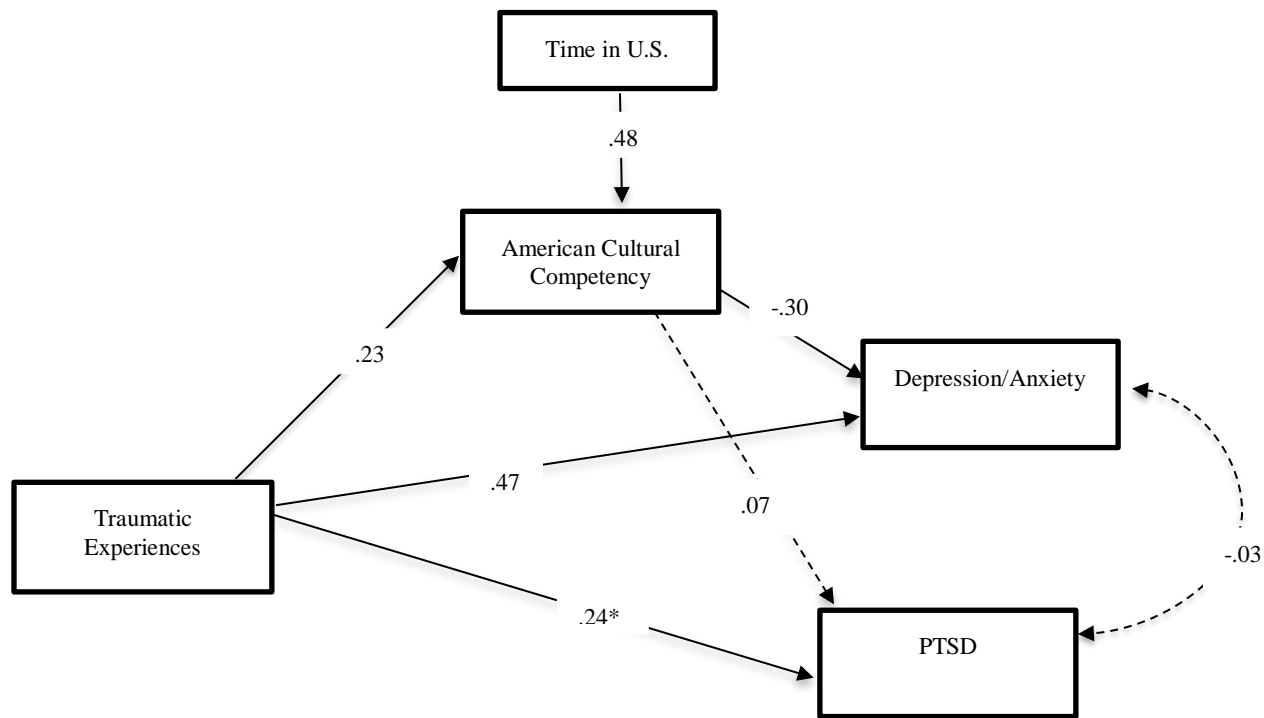 Time in U.S.
.48
American Cultural
Competency
-.30
.23
Depression/Anxiety
.47
.07
Traumatic
Experiences
-.03
.24*
PTSD